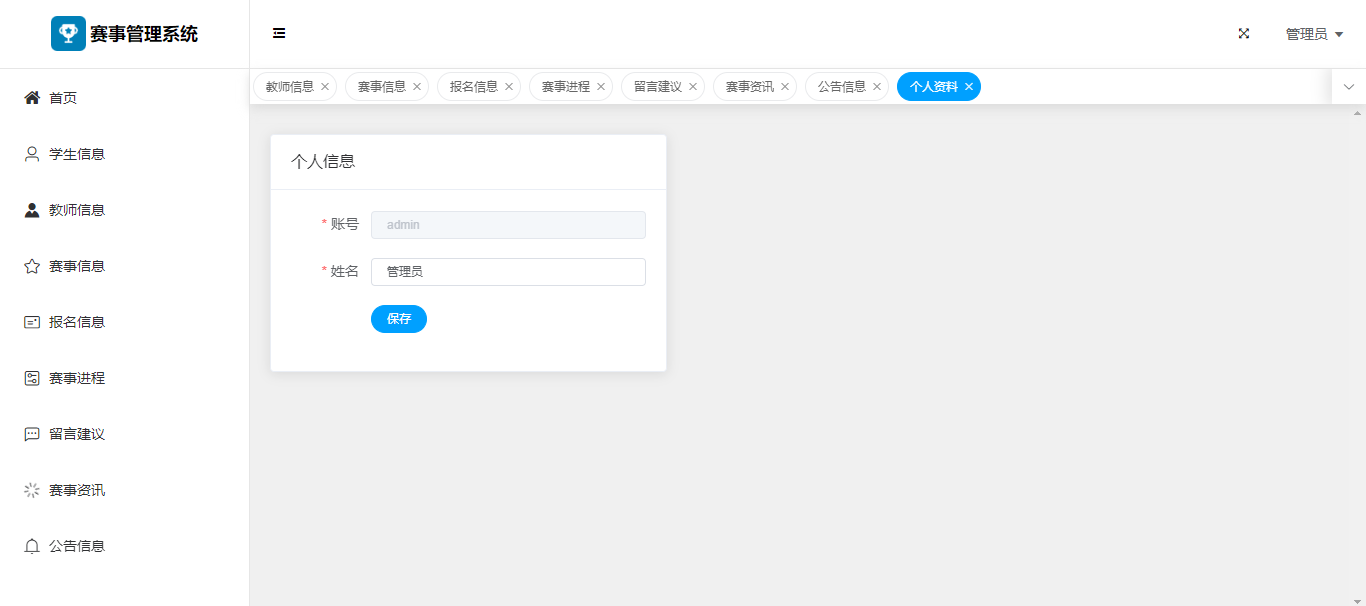 赛事管理系统
管理员
首页
学生信息
教师信息
赛事信息
报名信息
赛事进程
留言建议
赛事资讯
公告信息
教师信息 赛事信息 报名信息 赛事进程 留言建议 赛事资讯 公告信息 个人资料
个人信息
* 账号 admin
* 姓名 管理员
保存